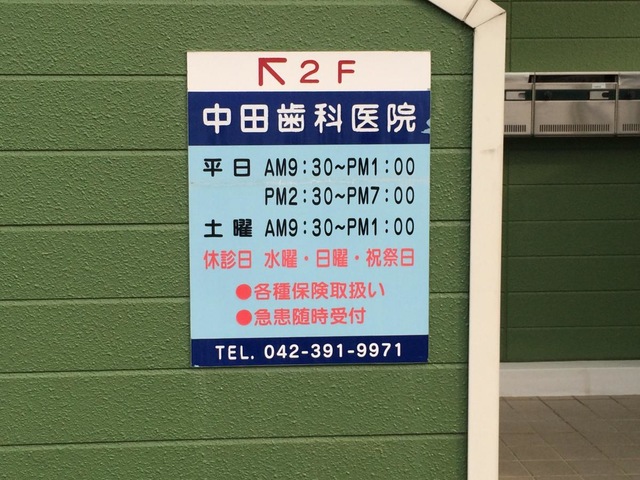 ↖2F
中田歯科医院
平日 AM9:30~PM1:00
PM2:30~PM7:00
土曜 AM9:30~PM1:00
休診日 水曜・日曜・祝祭日
●各種保険取扱い
●急患随時受付
TEL. 042-391-9971